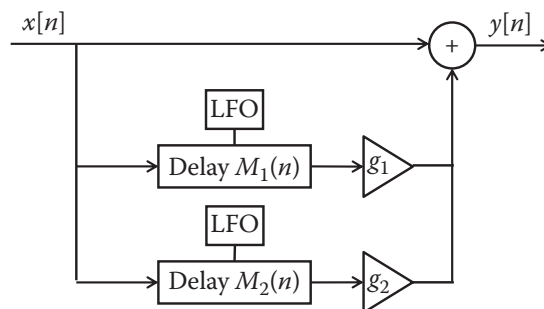 x[n]
y[n]
+
LFO
Delay M₁(n)
g₁
LFO
Delay M₂(n)
g₂